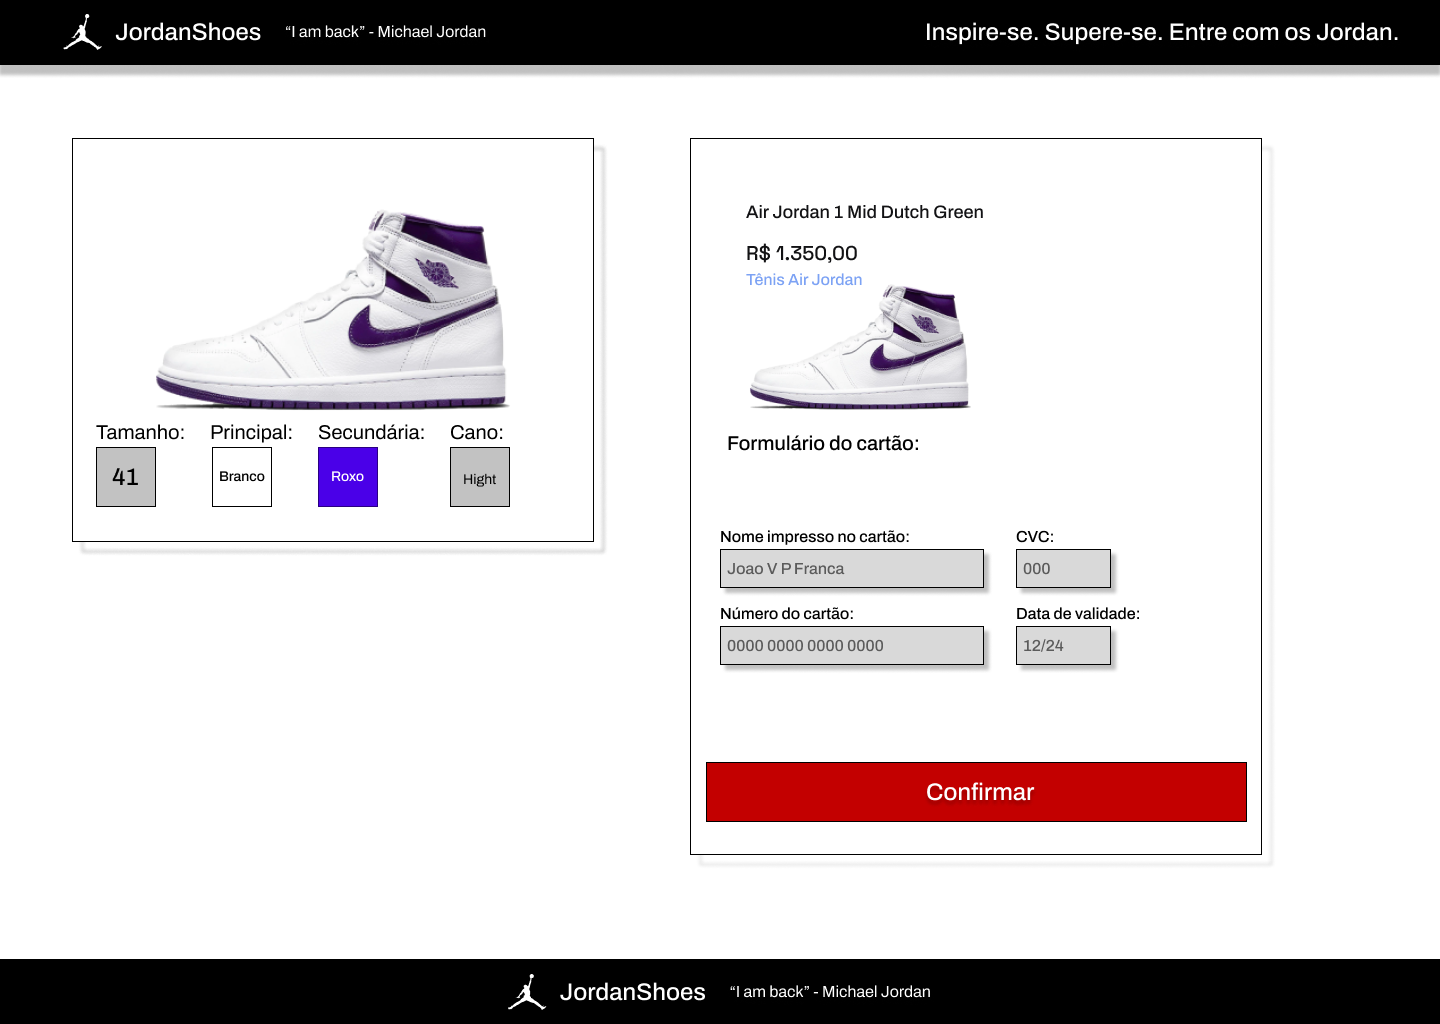 JordanShoes “I am back” - Michael Jordan Inspire-se. Supere-se. Entre com os Jordan.
Tamanho: Principal: Secundária: Cano:
41 Branco Roxo Hight
Air Jordan 1 Mid Dutch Green
R$ 1.350,00
Tênis Air Jordan
Formulário do cartão:
Nome impresso no cartão: CVC:
Joao V P Franca 000
Número do cartão: Data de validade:
0000 0000 0000 0000 12/24
Confirmar
JordanShoes “I am back” - Michael Jordan